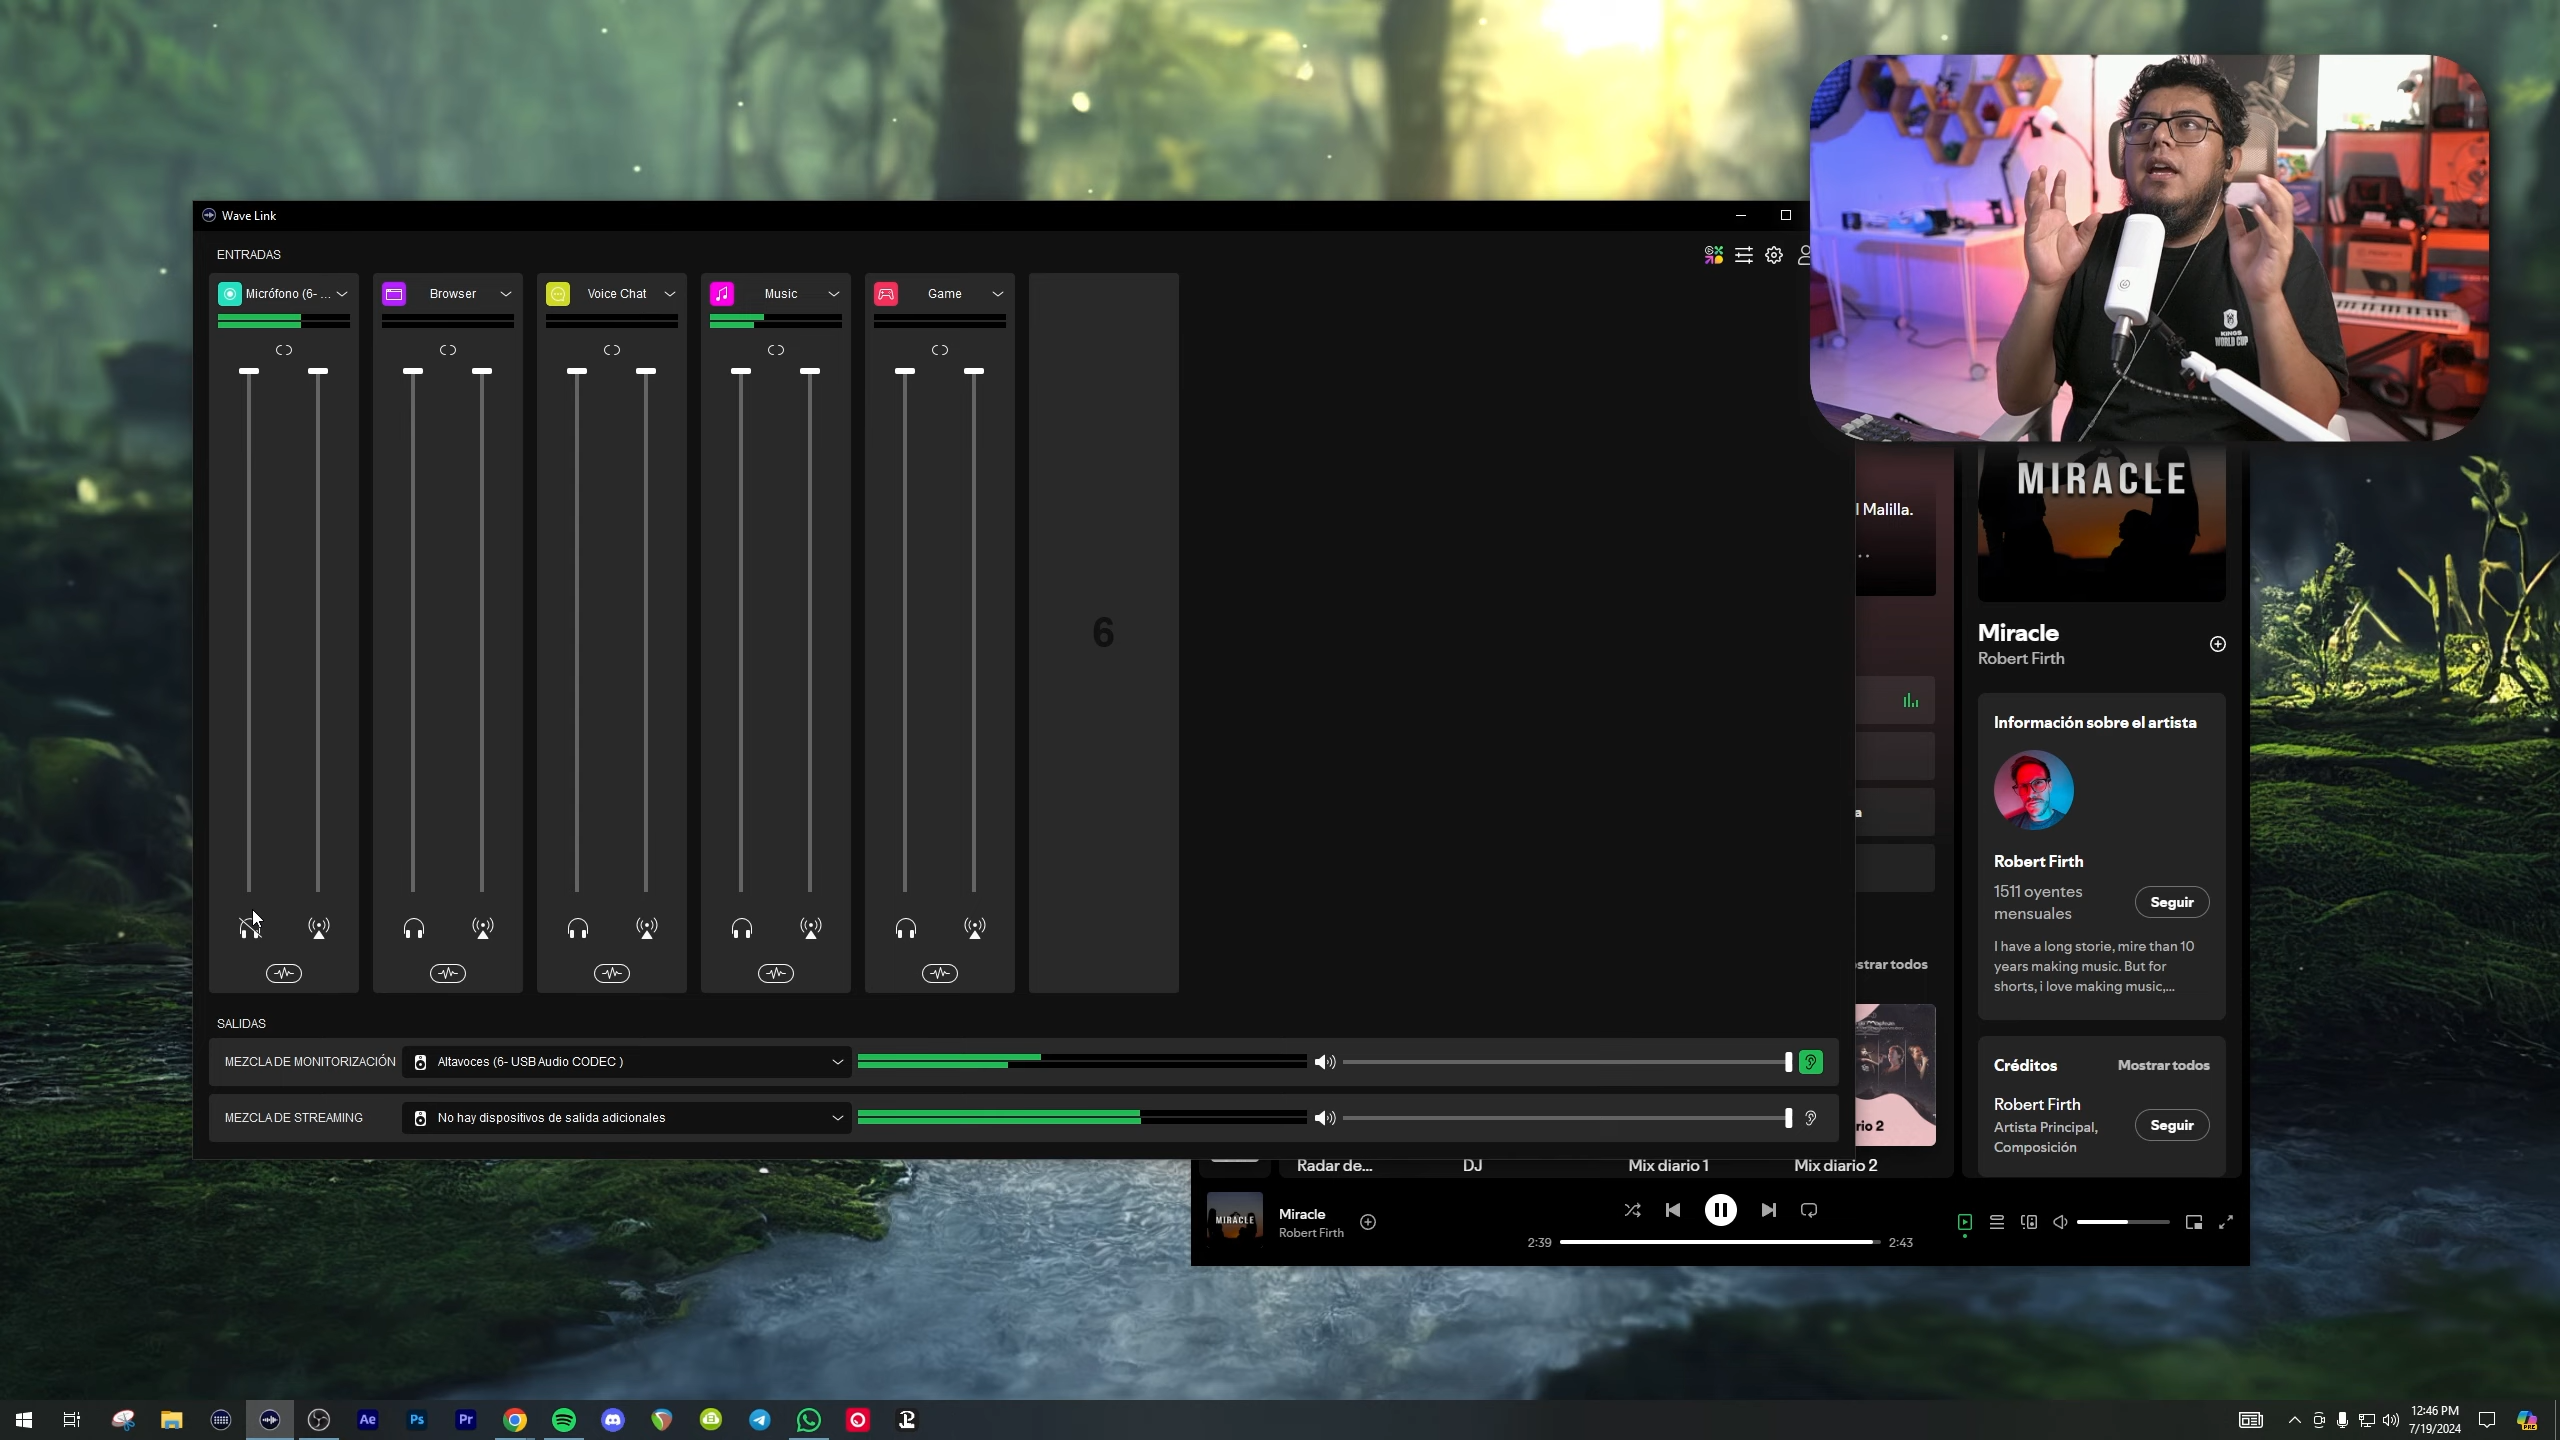 Wave Link
ENTRADAS
Micrófono (6- ...
Browser
Voice Chat
Music
Game
6
SALIDAS
MEZCLA DE MONITORIZACIÓN
Altavoces (6- USB Audio CODEC )
MEZCLA DE STREAMING
No hay dispositivos de salida adicionales
KINGS
WORLD CUP
MIRACLE
l Malilla.
Miracle
Robert Firth
Información sobre el artista
Robert Firth
1511 oyentes
mensuales
Seguir
I have a long storie, mire than 10
years making music. But for
shorts, i love making music,...
a
ostrar todos
rio 2
Créditos
Mostrar todos
Robert Firth
Artista Principal,
Composición
Seguir
Radar de...
DJ
Mix diario 1
Mix diario 2
MIRACLE
Miracle
Robert Firth
2:39
2:43
Ae
Ps
Pr
12:46 PM
7/19/2024
PRE